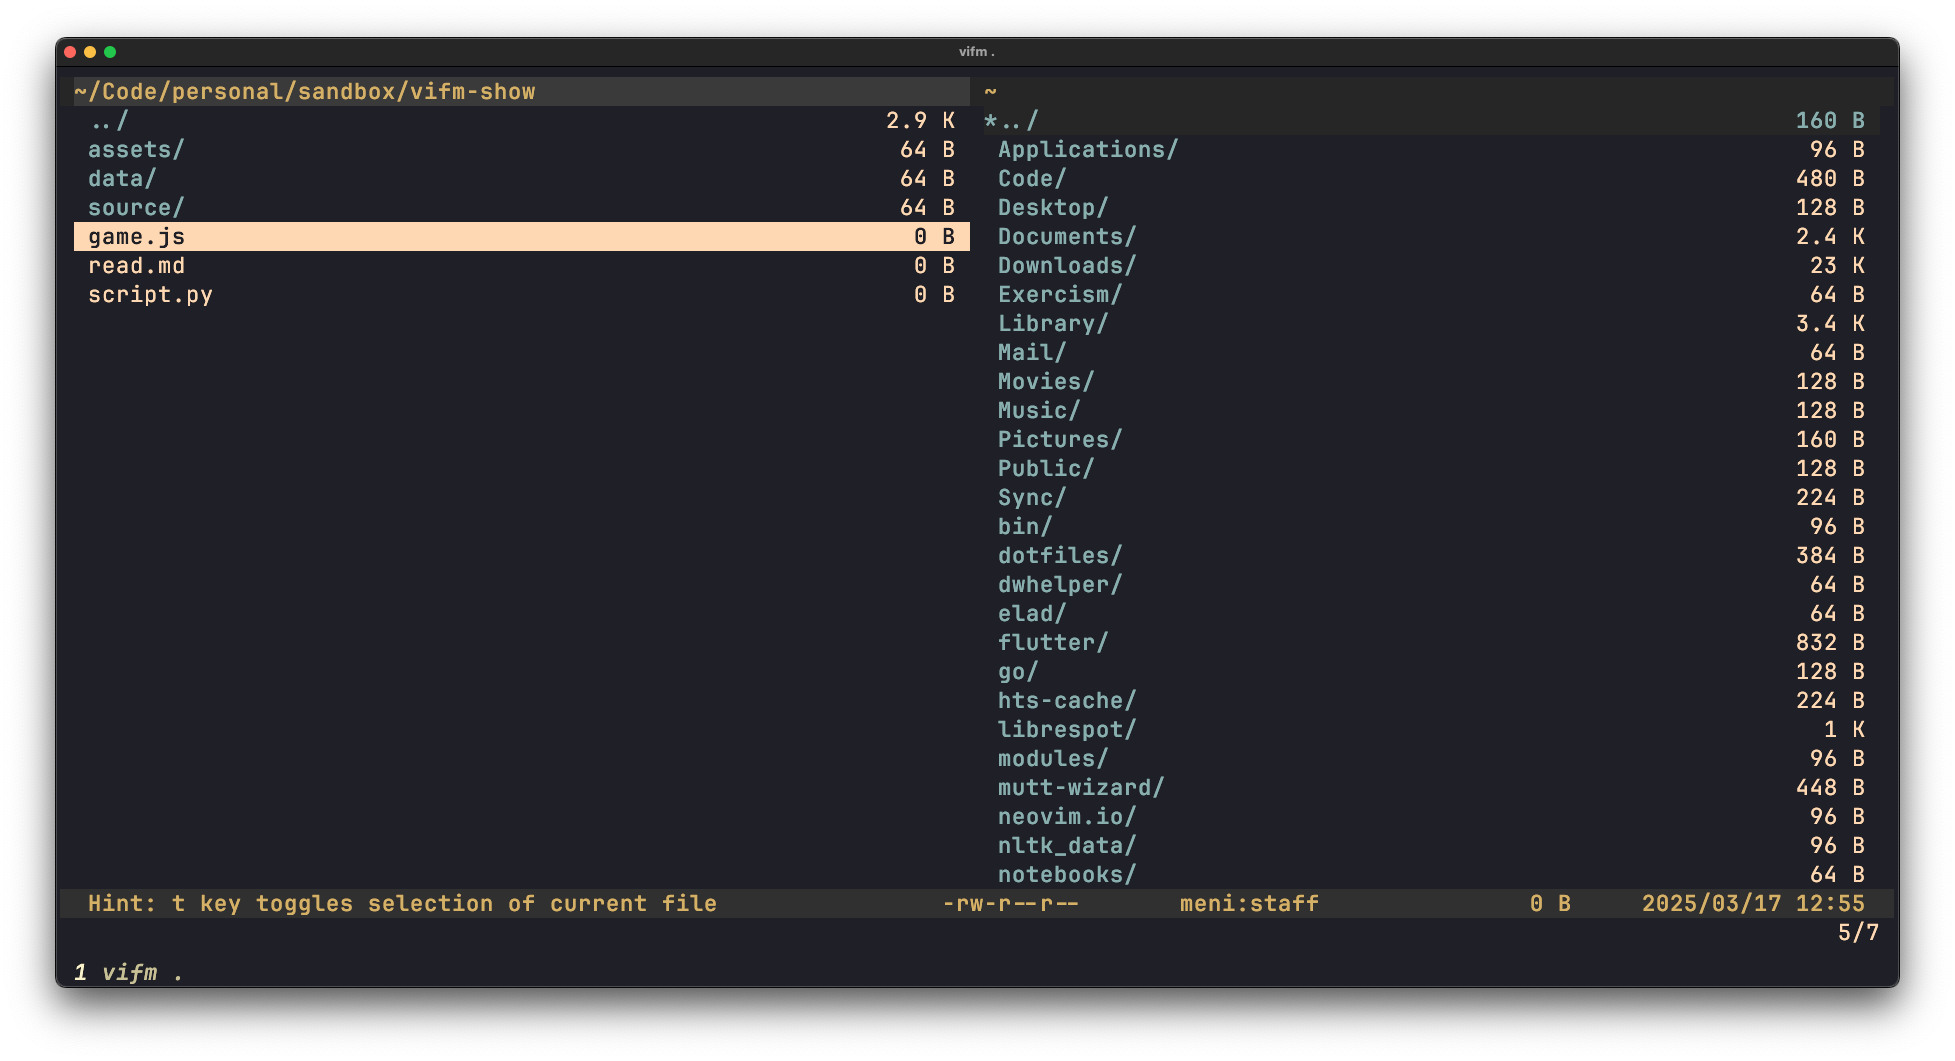 vifm .
~/Code/personal/sandbox/vifm-show
../ 2.9 K
assets/ 64 B
data/ 64 B
source/ 64 B
game.js 0 B
read.md 0 B
script.py 0 B
~
*../ 160 B
Applications/ 96 B
Code/ 480 B
Desktop/ 128 B
Documents/ 2.4 K
Downloads/ 23 K
Exercism/ 64 B
Library/ 3.4 K
Mail/ 64 B
Movies/ 128 B
Music/ 128 B
Pictures/ 160 B
Public/ 128 B
Sync/ 224 B
bin/ 96 B
dotfiles/ 384 B
dwhelper/ 64 B
elad/ 64 B
flutter/ 832 B
go/ 128 B
hts-cache/ 224 B
librespot/ 1 K
modules/ 96 B
mutt-wizard/ 448 B
neovim.io/ 96 B
nltk_data/ 96 B
notebooks/ 64 B
Hint: t key toggles selection of current file -rw-r--r-- meni:staff 0 B 2025/03/17 12:55
5/7
1 vifm .